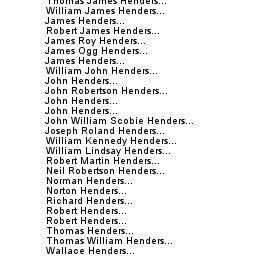 Thomas James Henders...
William James Henders...
James Henders...
Robert James Henders...
James Roy Henders...
James Ogg Henders...
James Henders...
William John Henders...
John Henders...
John Robertson Henders...
John Henders...
John Henders...
John William Scobie Henders...
Joseph Roland Henders...
William Kennedy Henders...
William Lindsay Henders...
Robert Martin Henders...
Neil Robertson Henders...
Norman Henders...
Norton Henders...
Richard Henders...
Robert Henders...
Robert Henders...
Thomas Henders...
Thomas William Henders...
Wallace Henders...